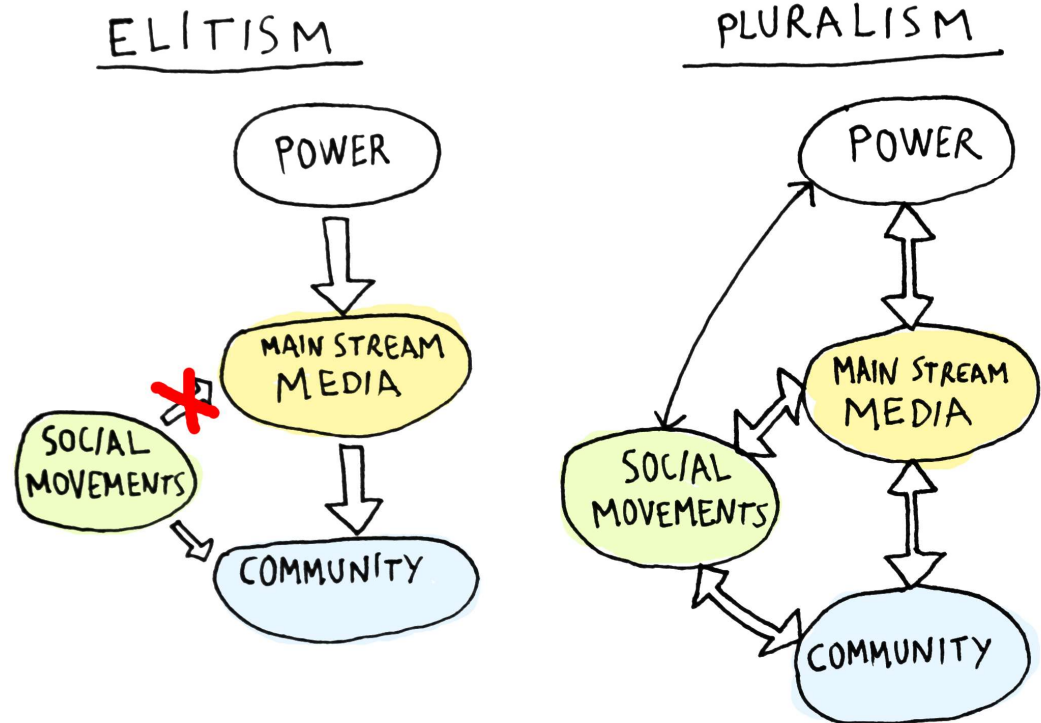 ELITISM
POWER
MAIN STREAM
MEDIA
SOCIAL
MOVEMENTS
COMMUNITY
PLURALISM
POWER
MAIN STREAM
MEDIA
SOCIAL
MOVEMENTS
COMMUNITY